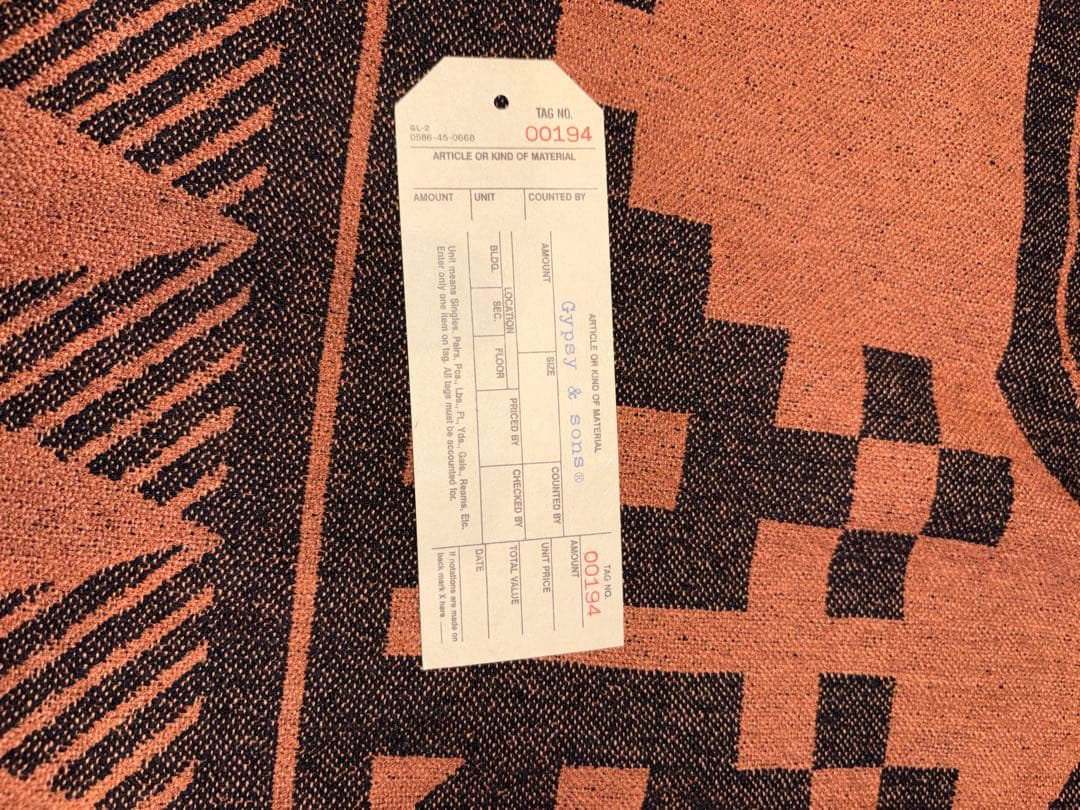 TAG NO.
00194
GL-2
0586-45-0668
ARTICLE OR KIND OF MATERIAL
AMOUNT UNIT COUNTED BY
TAG NO.
00194
ARTICLE OR KIND OF MATERIAL
Gypsy & sons®
AMOUNT
AMOUNT SIZE COUNTED BY
UNIT PRICE
LOCATION
PRICED BY CHECKED BY
TOTAL VALUE
BLDG. SEC. FLOOR
DATE
Unit means Singles, Pairs, Pcs., Lbs., Ft., Yds., Gals., Reams, Etc.
Enter only one item on tag. All tags must be accounted for.
If notations are made on
back mark X here